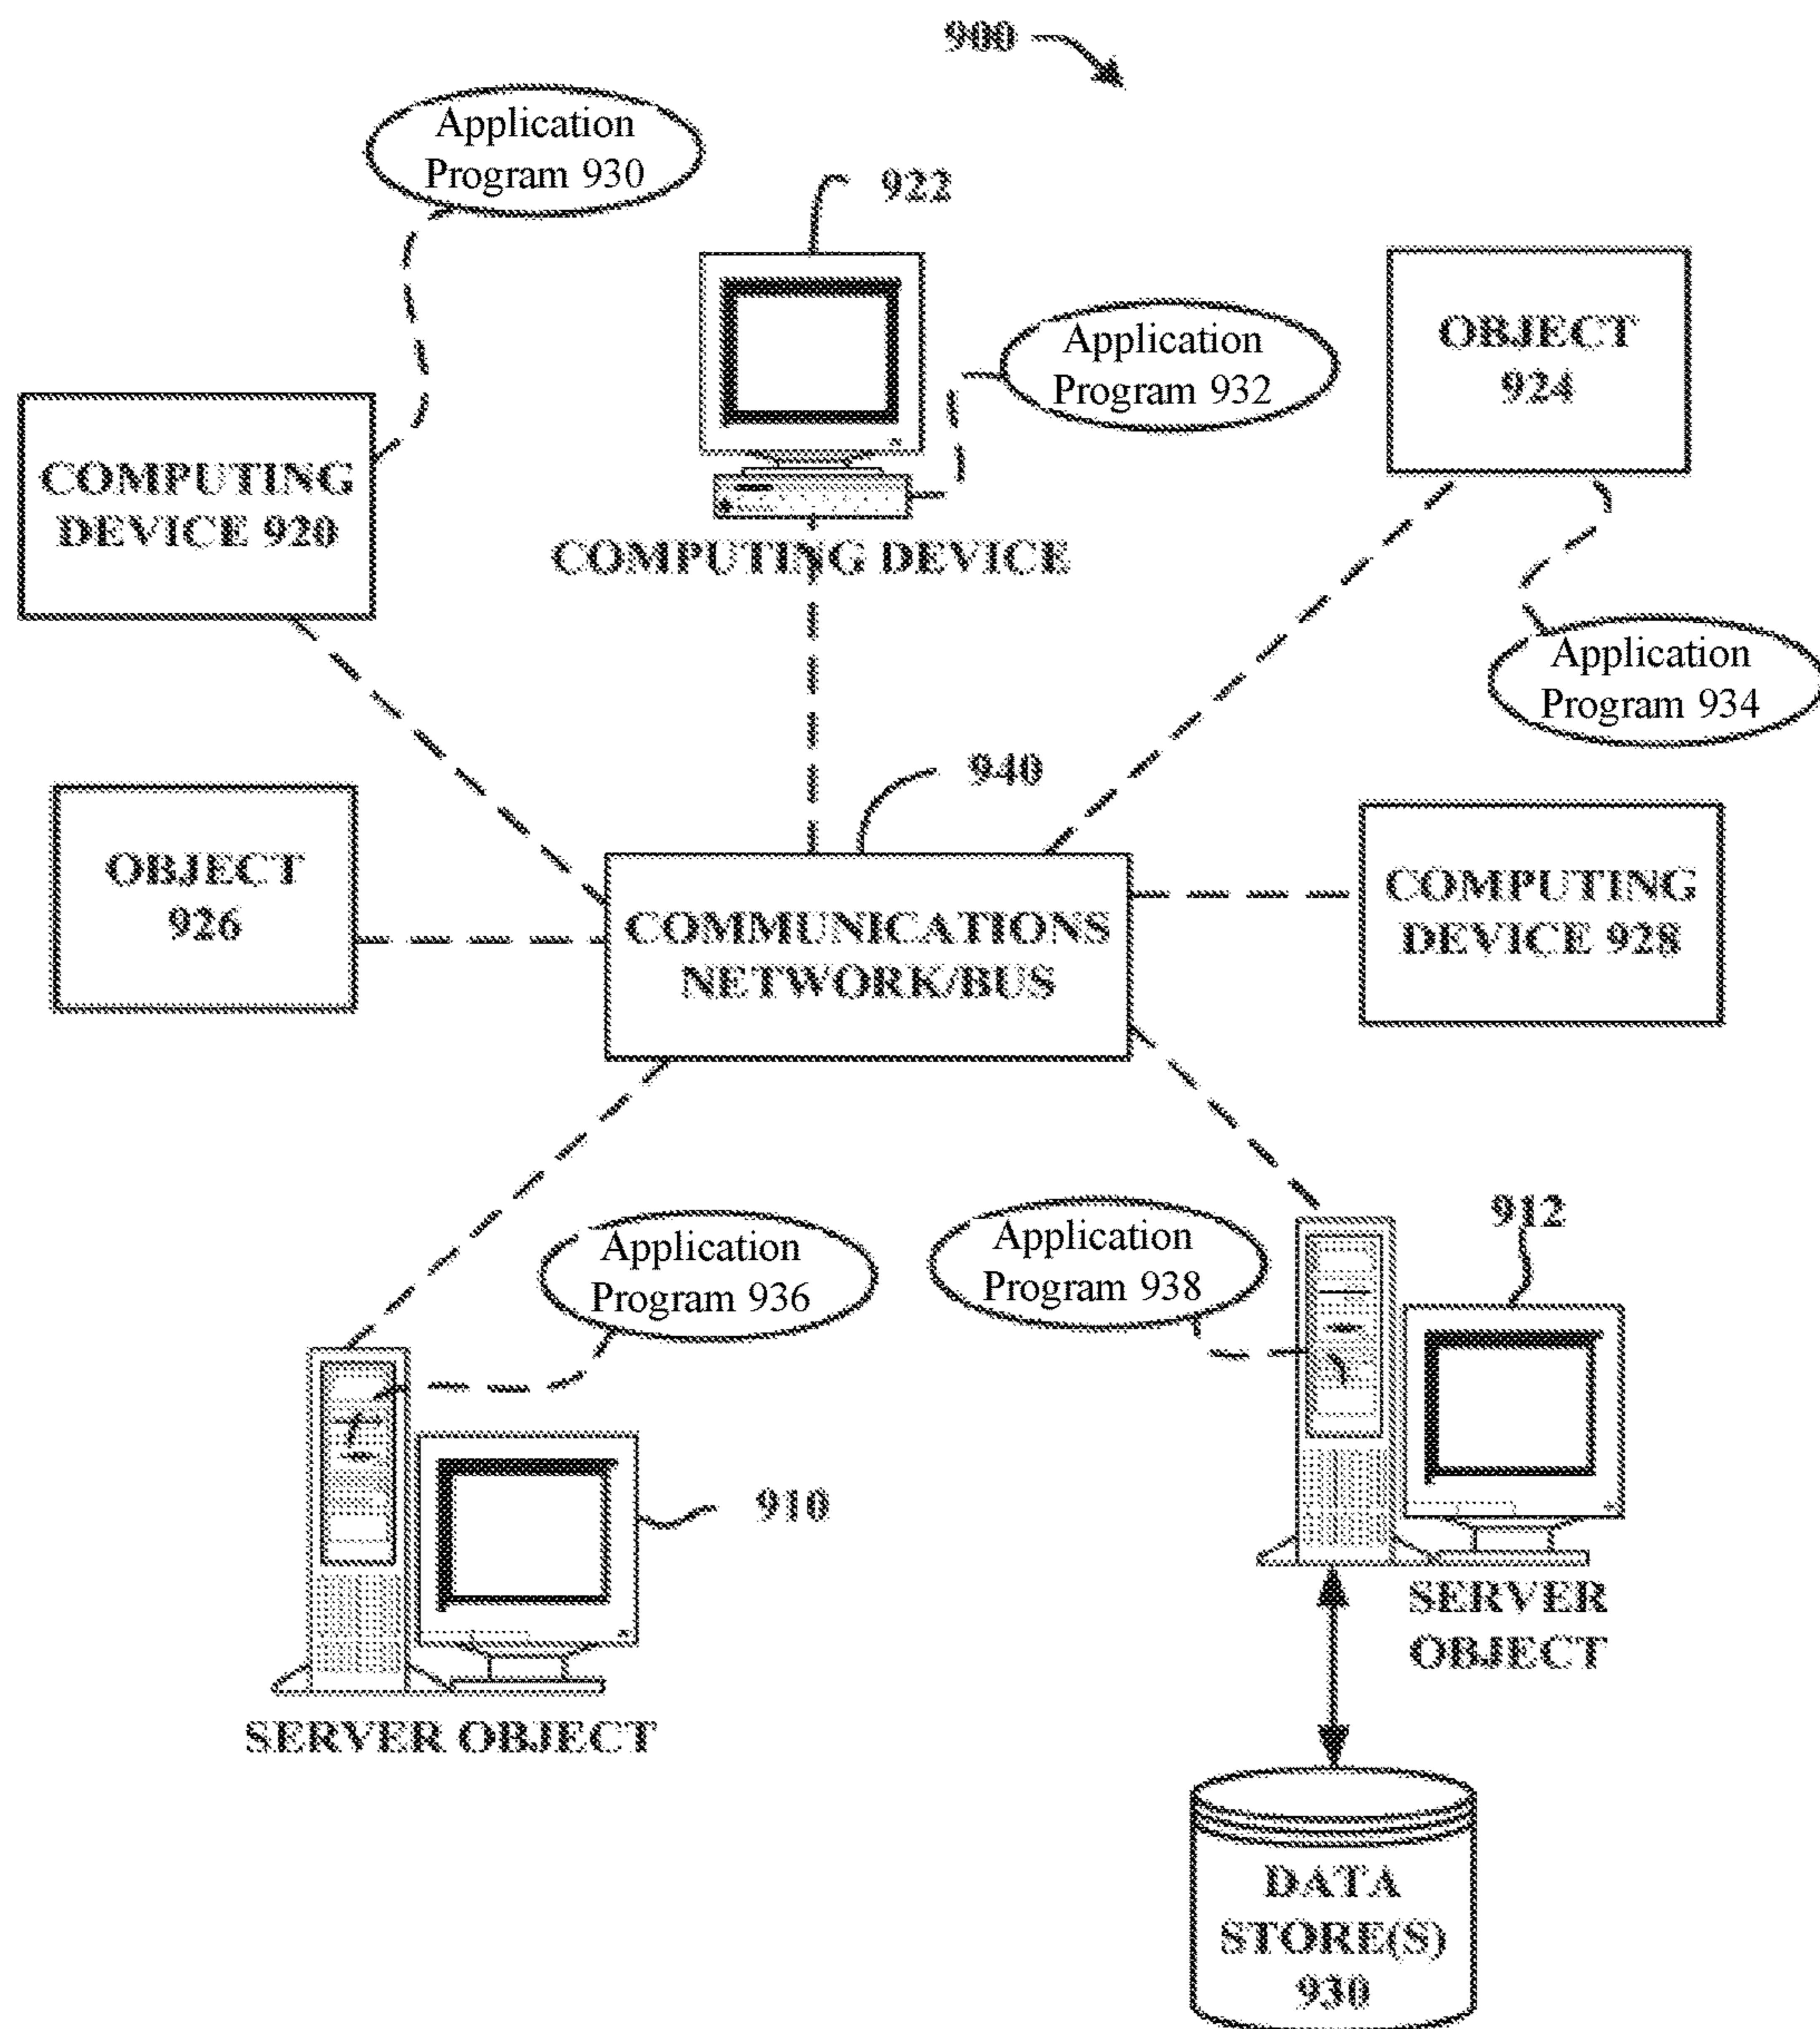 900
Application
Program 930
922
Application
Program 932
OBJECT
924
COMPUTING
DEVICE 920
COMPUTING DEVICE
Application
Program 934
940
OBJECT
926
COMMUNICATIONS
NETWORK/BUS
COMPUTING
DEVICE 928
Application
Program 936
Application
Program 938
912
910
SERVER OBJECT
SERVER
OBJECT
DATA
STORE(S)
930